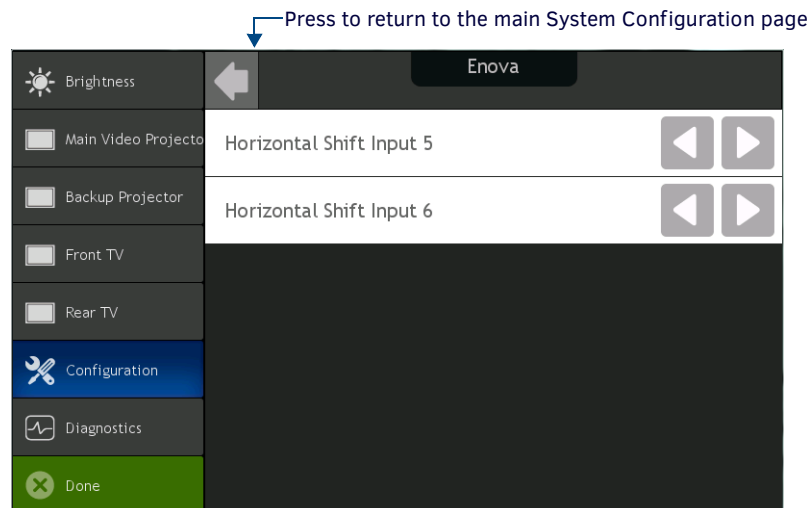 Press to return to the main System Configuration page
Enova
Brightness
Main Video Projecto
Backup Projector
Front TV
Rear TV
Configuration
Diagnostics
Done
Horizontal Shift Input 5
Horizontal Shift Input 6